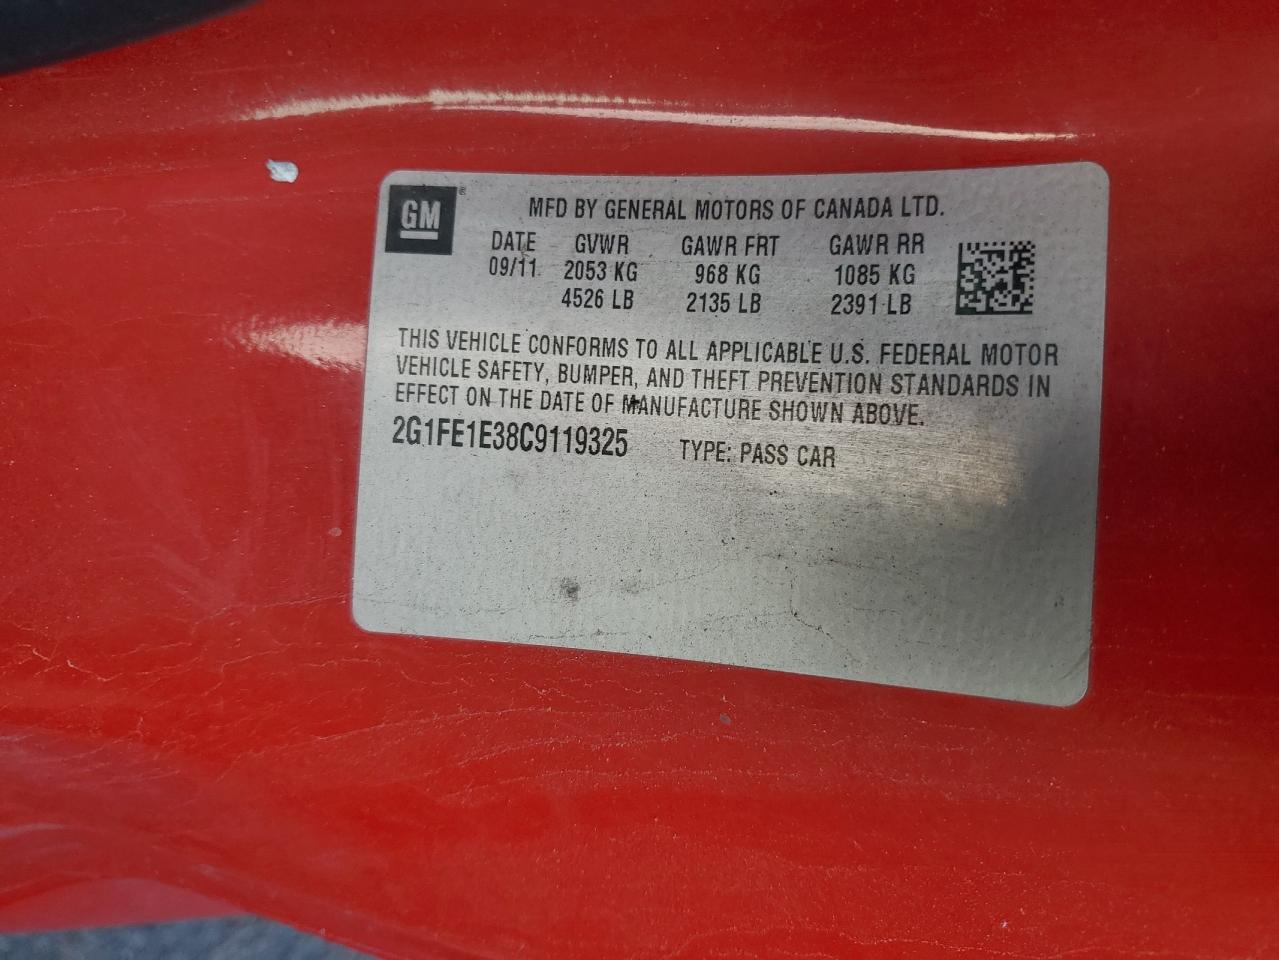 GM®
MFD BY GENERAL MOTORS OF CANADA LTD.
DATE GVWR GAWR FRT GAWR RR
09/11 2053 KG 968 KG 1085 KG
4526 LB 2135 LB 2391 LB
THIS VEHICLE CONFORMS TO ALL APPLICABLE U.S. FEDERAL MOTOR
VEHICLE SAFETY, BUMPER, AND THEFT PREVENTION STANDARDS IN
EFFECT ON THE DATE OF MANUFACTURE SHOWN ABOVE.
2G1FE1E38C9119325 TYPE: PASS CAR